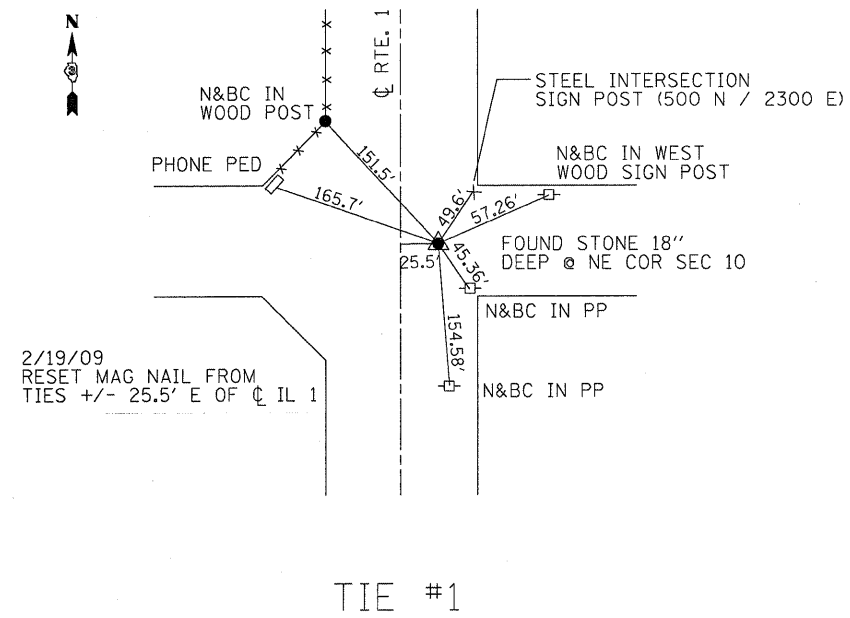 N
℄ RTE. 1
N&BC IN
WOOD POST
STEEL INTERSECTION
SIGN POST (500 N / 2300 E)
PHONE PED
151.5'
165.7'
49.6'
57.26'
N&BC IN WEST
WOOD SIGN POST
25.5'
45.36'
FOUND STONE 18"
DEEP @ NE COR SEC 10
N&BC IN PP
154.58'
N&BC IN PP
2/19/09
RESET MAG NAIL FROM
TIES +/- 25.5' E OF ℄ IL 1
TIE #1